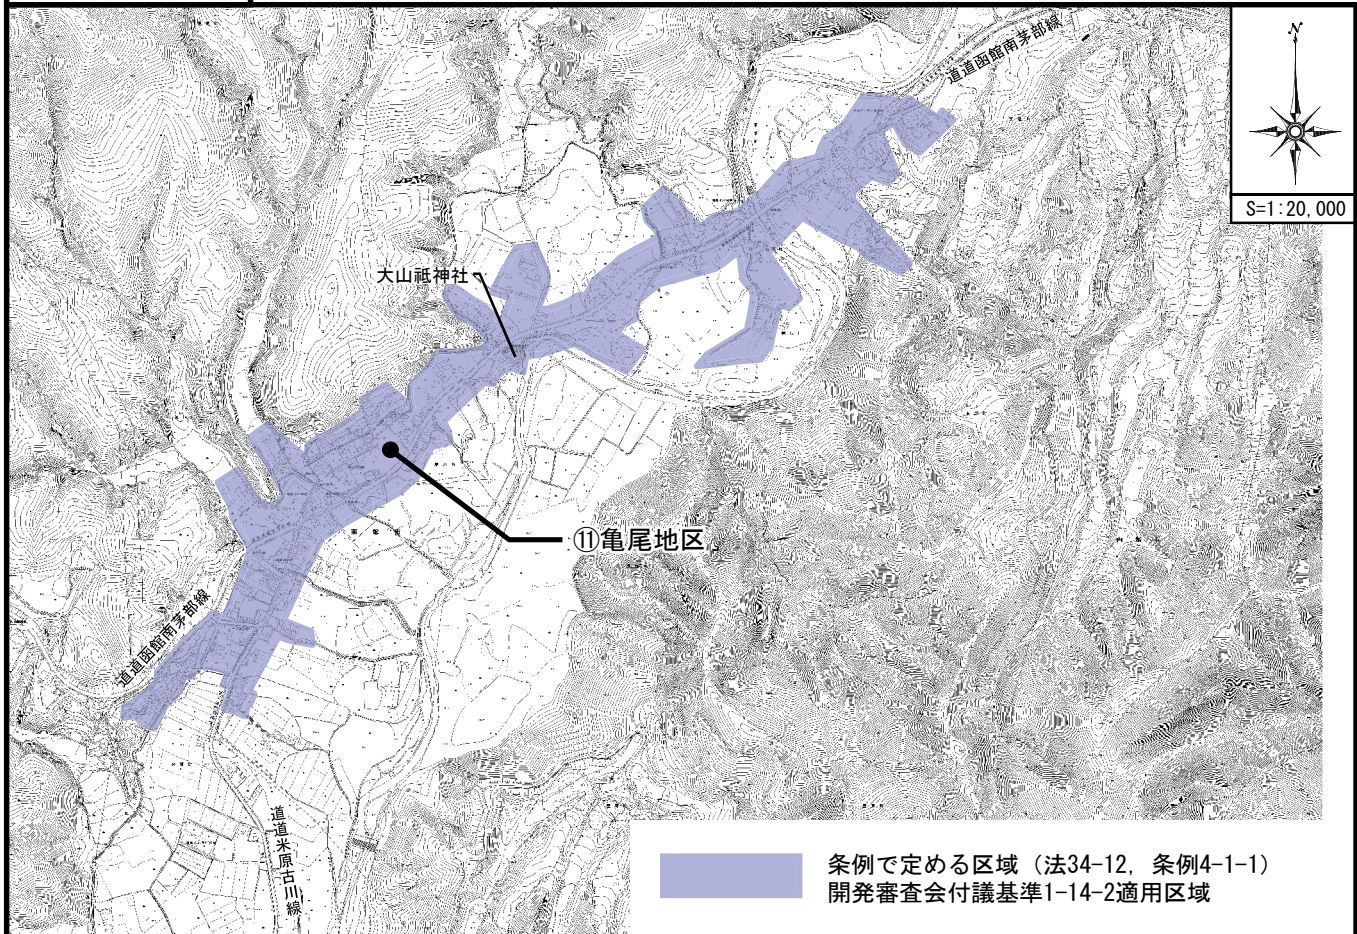 道道函館南茅部線
N
S=1:20,000
大山祇神社
⑪亀尾地区
道道函館南茅部線
道道米原古川線
条例で定める区域（法34-12，条例4-1-1）
開発審査会付議基準1-14-2適用区域